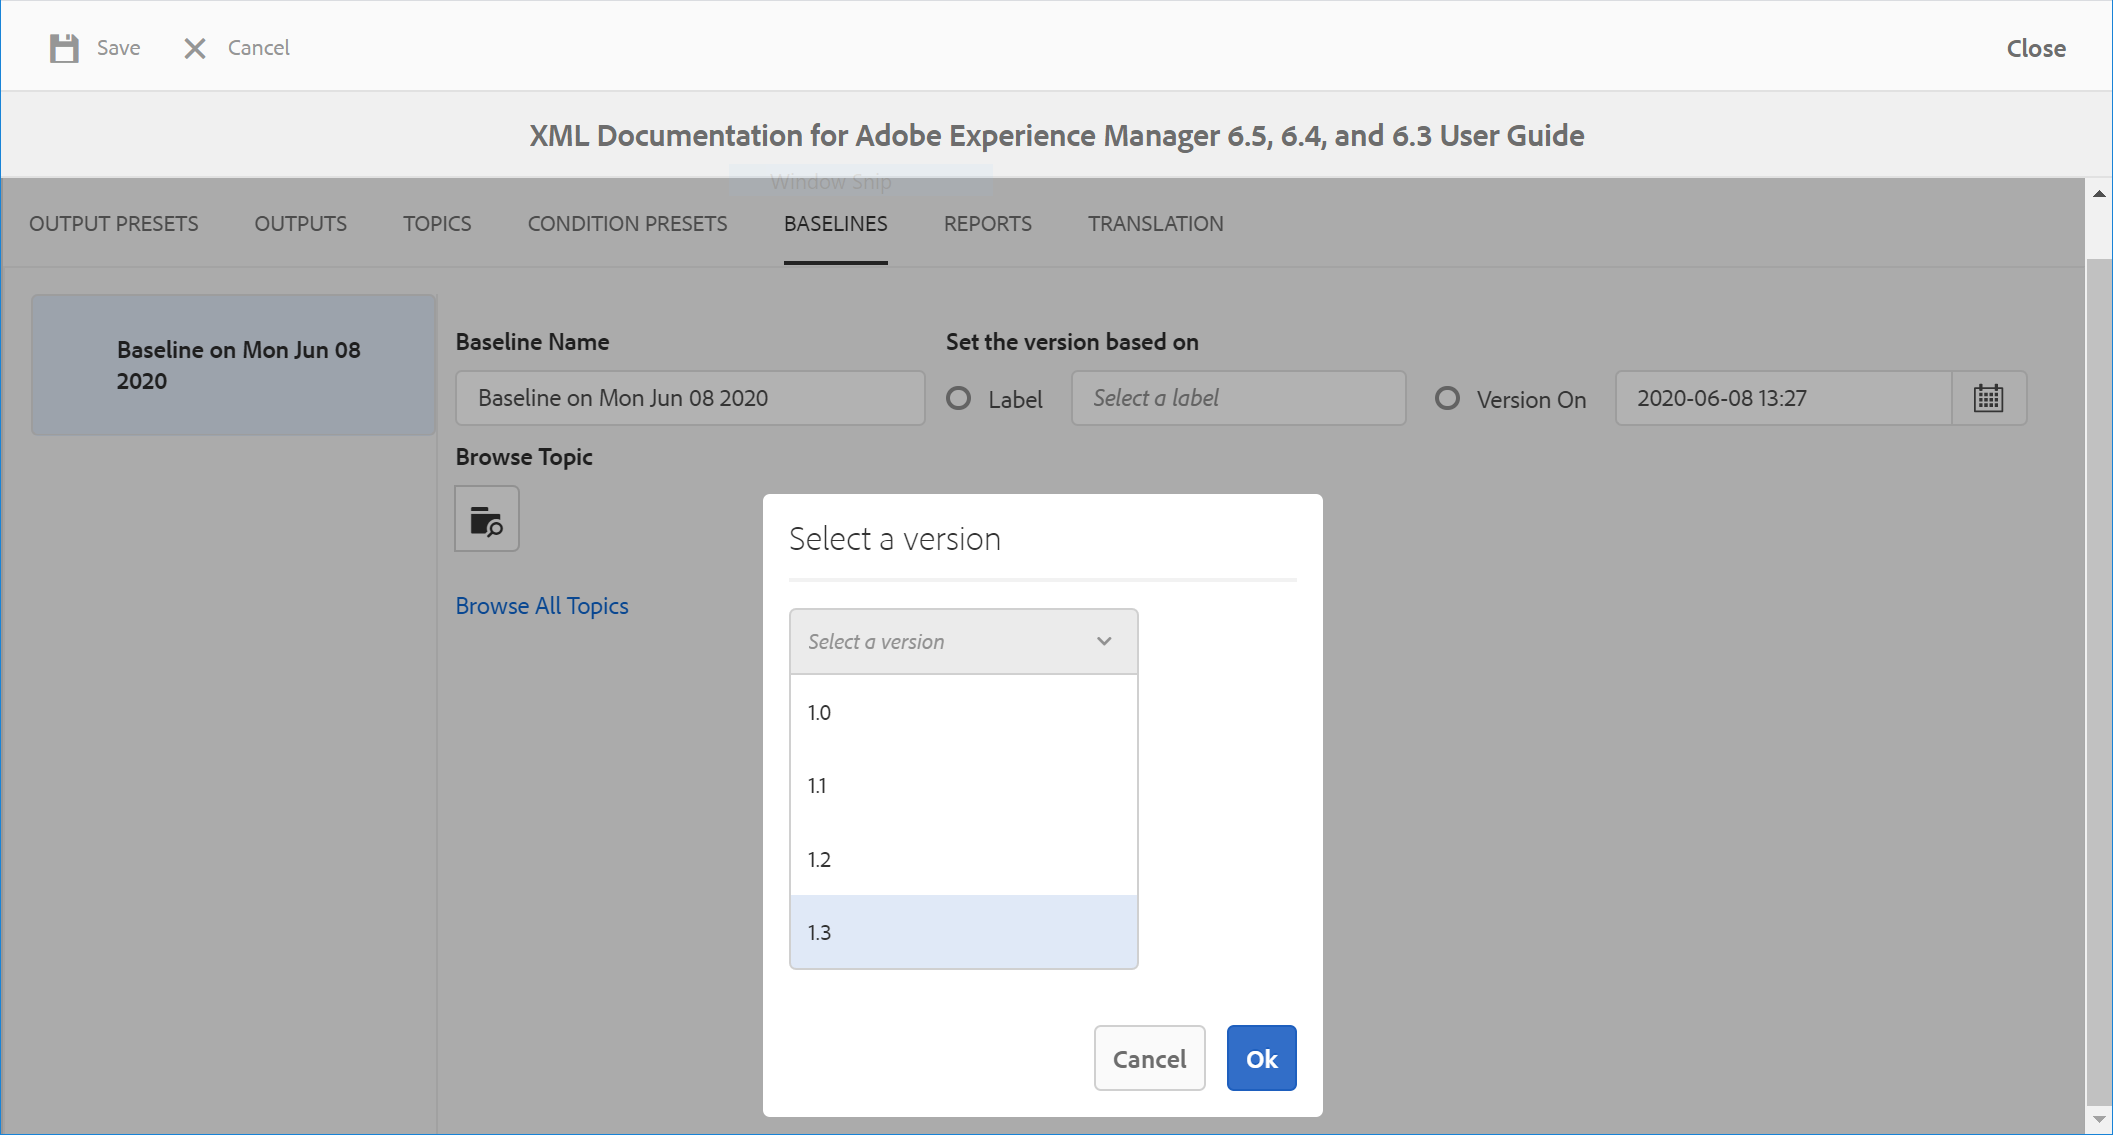 Save
Cancel
Close
XML Documentation for Adobe Experience Manager 6.5, 6.4, and 6.3 User Guide
Window Snip
OUTPUT PRESETS
OUTPUTS
TOPICS
CONDITION PRESETS
BASELINES
REPORTS
TRANSLATION
Baseline on Mon Jun 08
2020
Baseline Name
Set the version based on
Baseline on Mon Jun 08 2020
Label
Select a label
Version On
2020-06-08 13:27
Browse Topic
Browse All Topics
Select a version
Select a version
1.0
1.1
1.2
1.3
Cancel
Ok